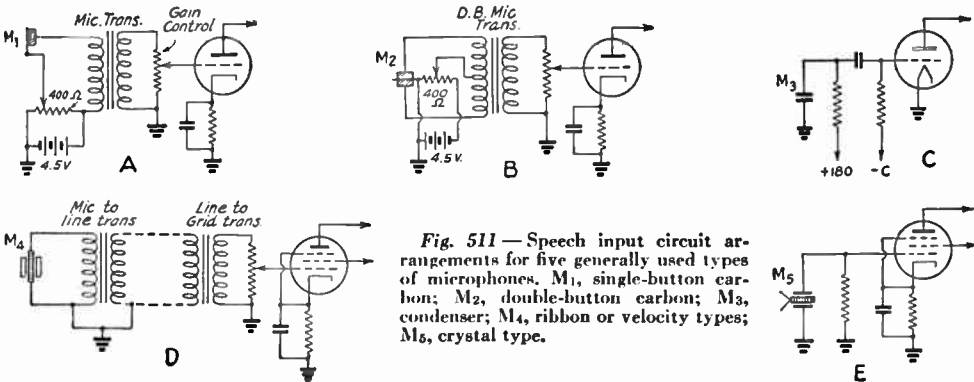 Mic. Trans.
Gain
Control
M1
400 Ω
4.5V
A
D.B. Mic
Trans.
M2
400
Ω
4.5 V.
B
M3
+180
-C
C
Mic to
line trans
Line to
Grid trans.
M4
D
Fig. 511 — Speech input circuit ar-
rangements for five generally used types
of microphones. M1, single-button car-
bon; M2, double-button carbon; M3,
condenser; M4, ribbon or velocity types;
M5, crystal type.
M5
E